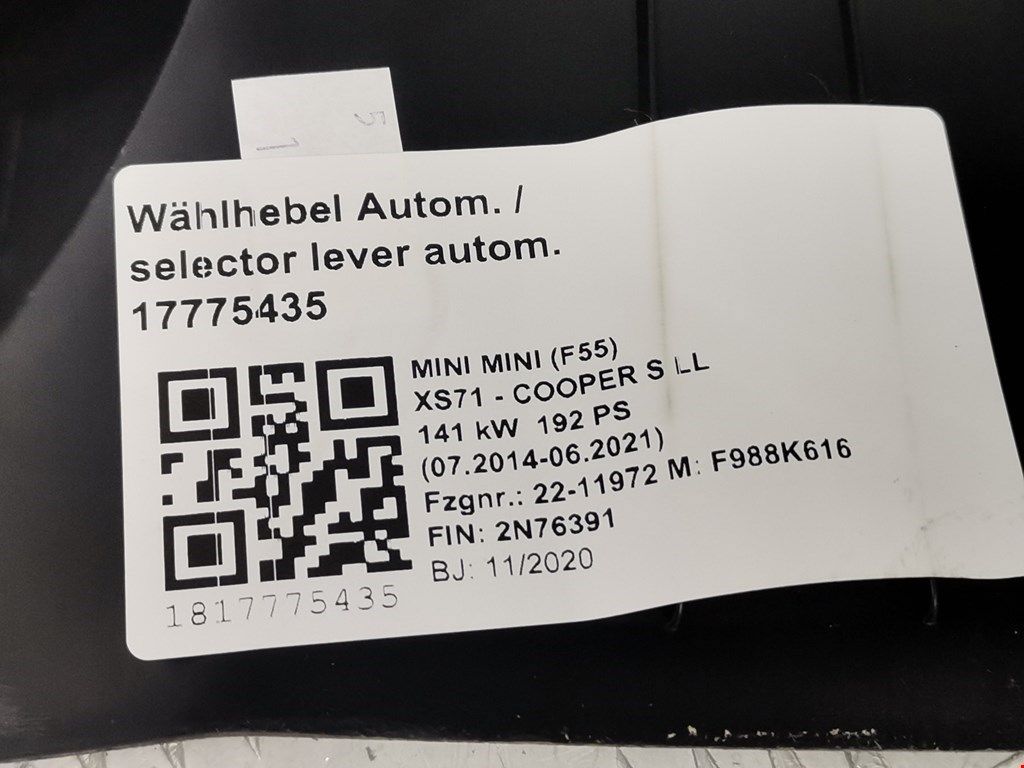 Wählhebel Autom. /
selector lever autom.
17775435
MINI MINI (F55)
XS71 - COOPER S LL
141 kW 192 PS
(07.2014-06.2021)
Fzgnr.: 22-11972 M: F988K616
FIN: 2N76391
BJ: 11/2020
1817775435